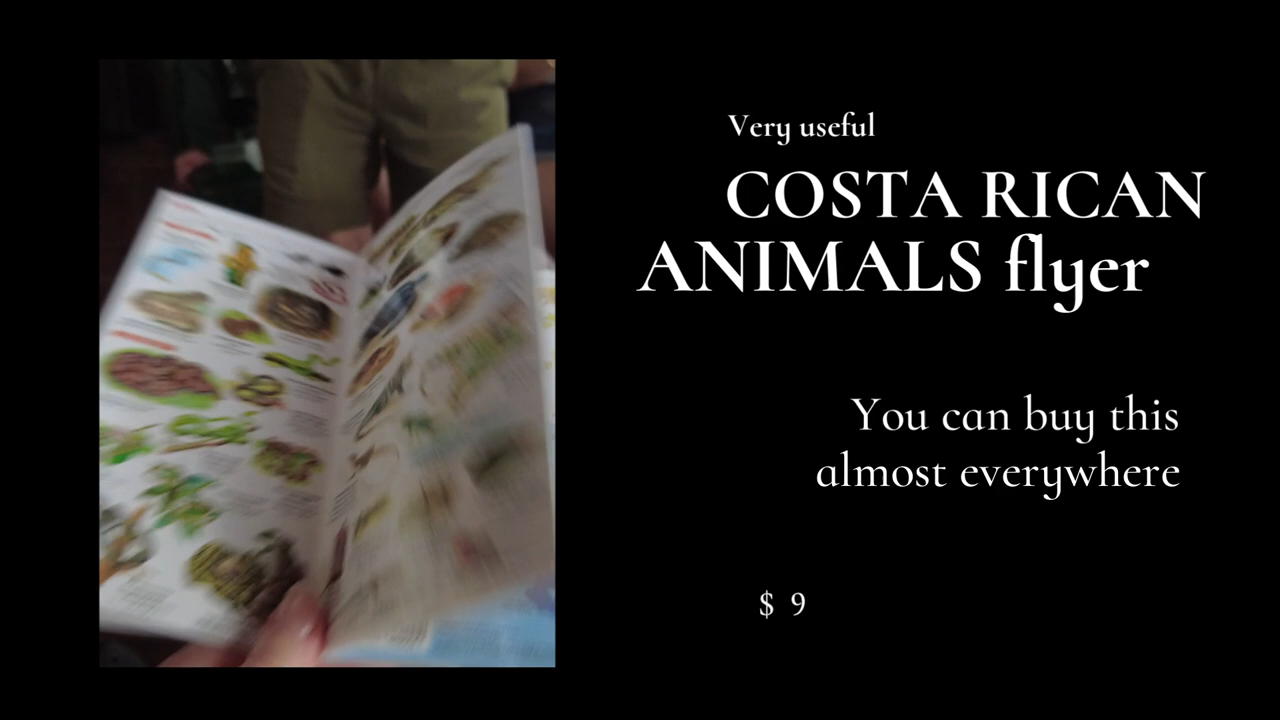 Very useful
COSTA RICAN
ANIMALS flyer
You can buy this
almost everywhere
$ 9